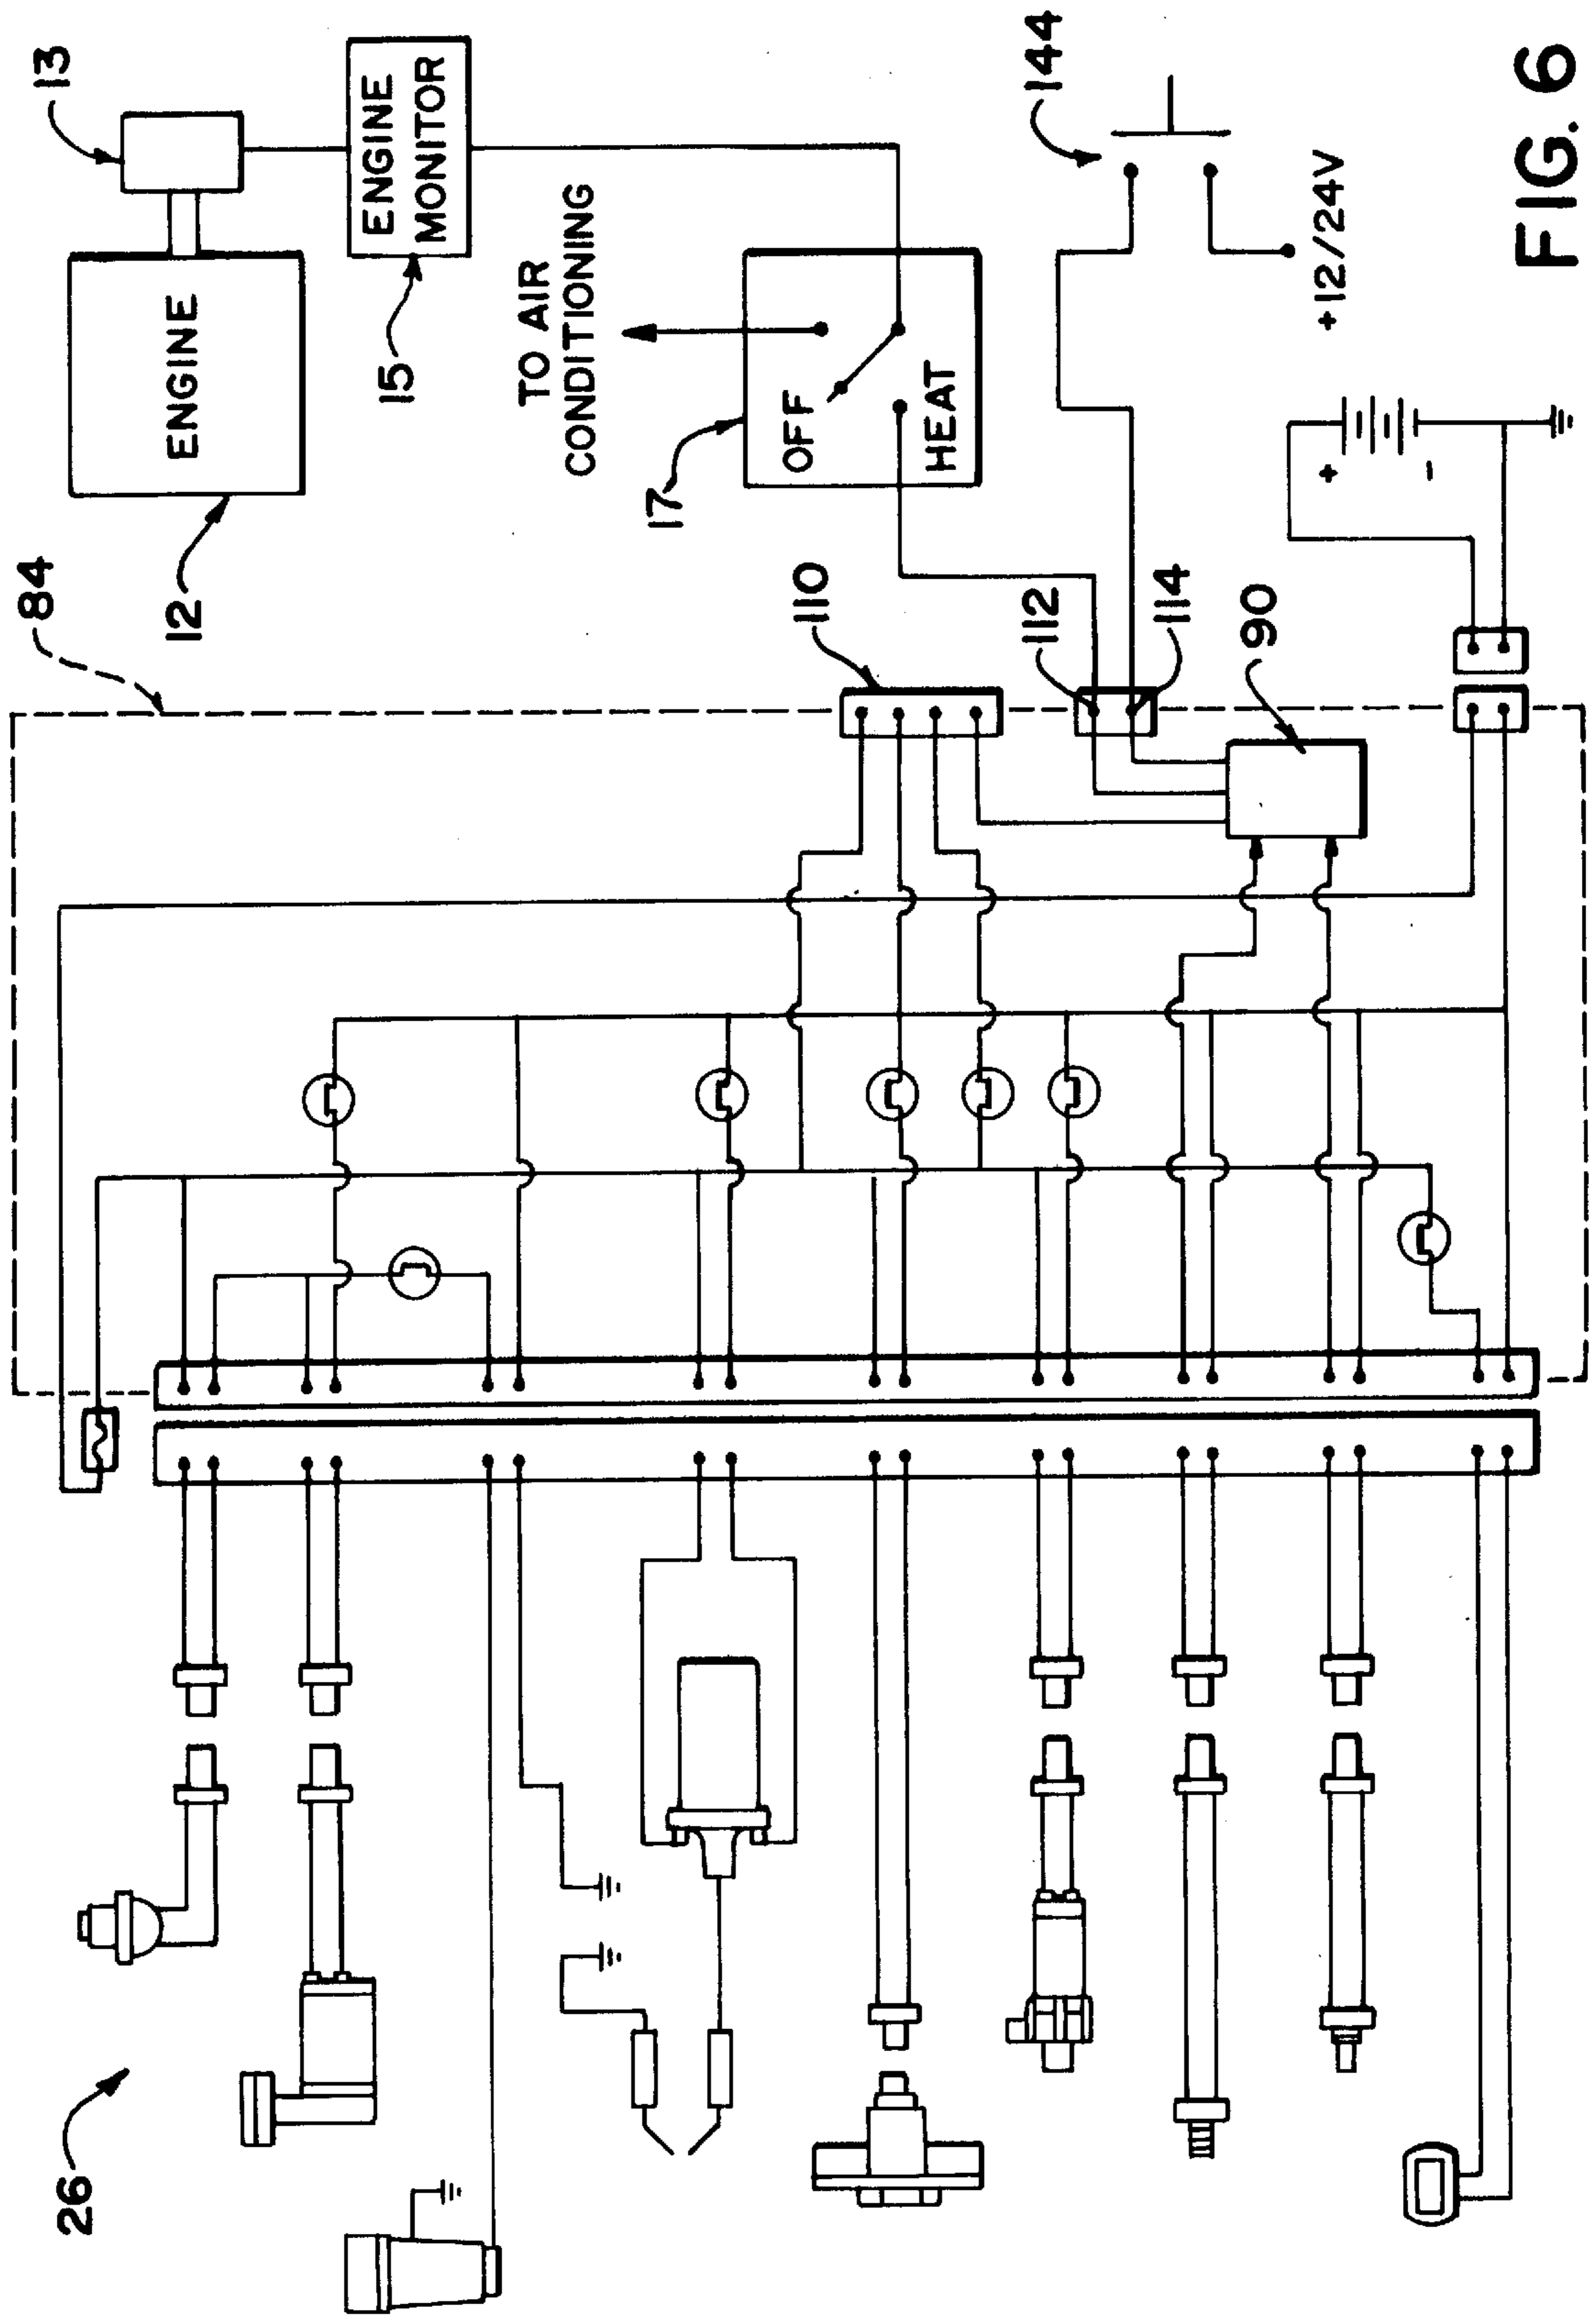 26
84
12
ENGINE
13
15
ENGINE
MONITOR
TO AIR
CONDITIONING
17
OFF
HEAT
110
112
114
90
144
+12/24V
+
-
FIG. 6